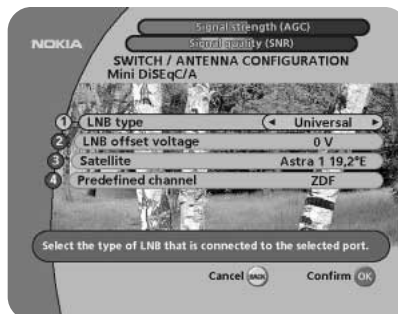 Signal strength (AGC)
NOKIA
Signal quality (SNR)
SWITCH / ANTENNA CONFIGURATION
Mini DiSEqC/A
1 LNB type Universal
2 LNB offset voltage 0 V
3 Satellite Astra 1 19,2°E
4 Predefined channel ZDF
Select the type of LNB that is connected to the selected port.
Cancel BACK Confirm OK